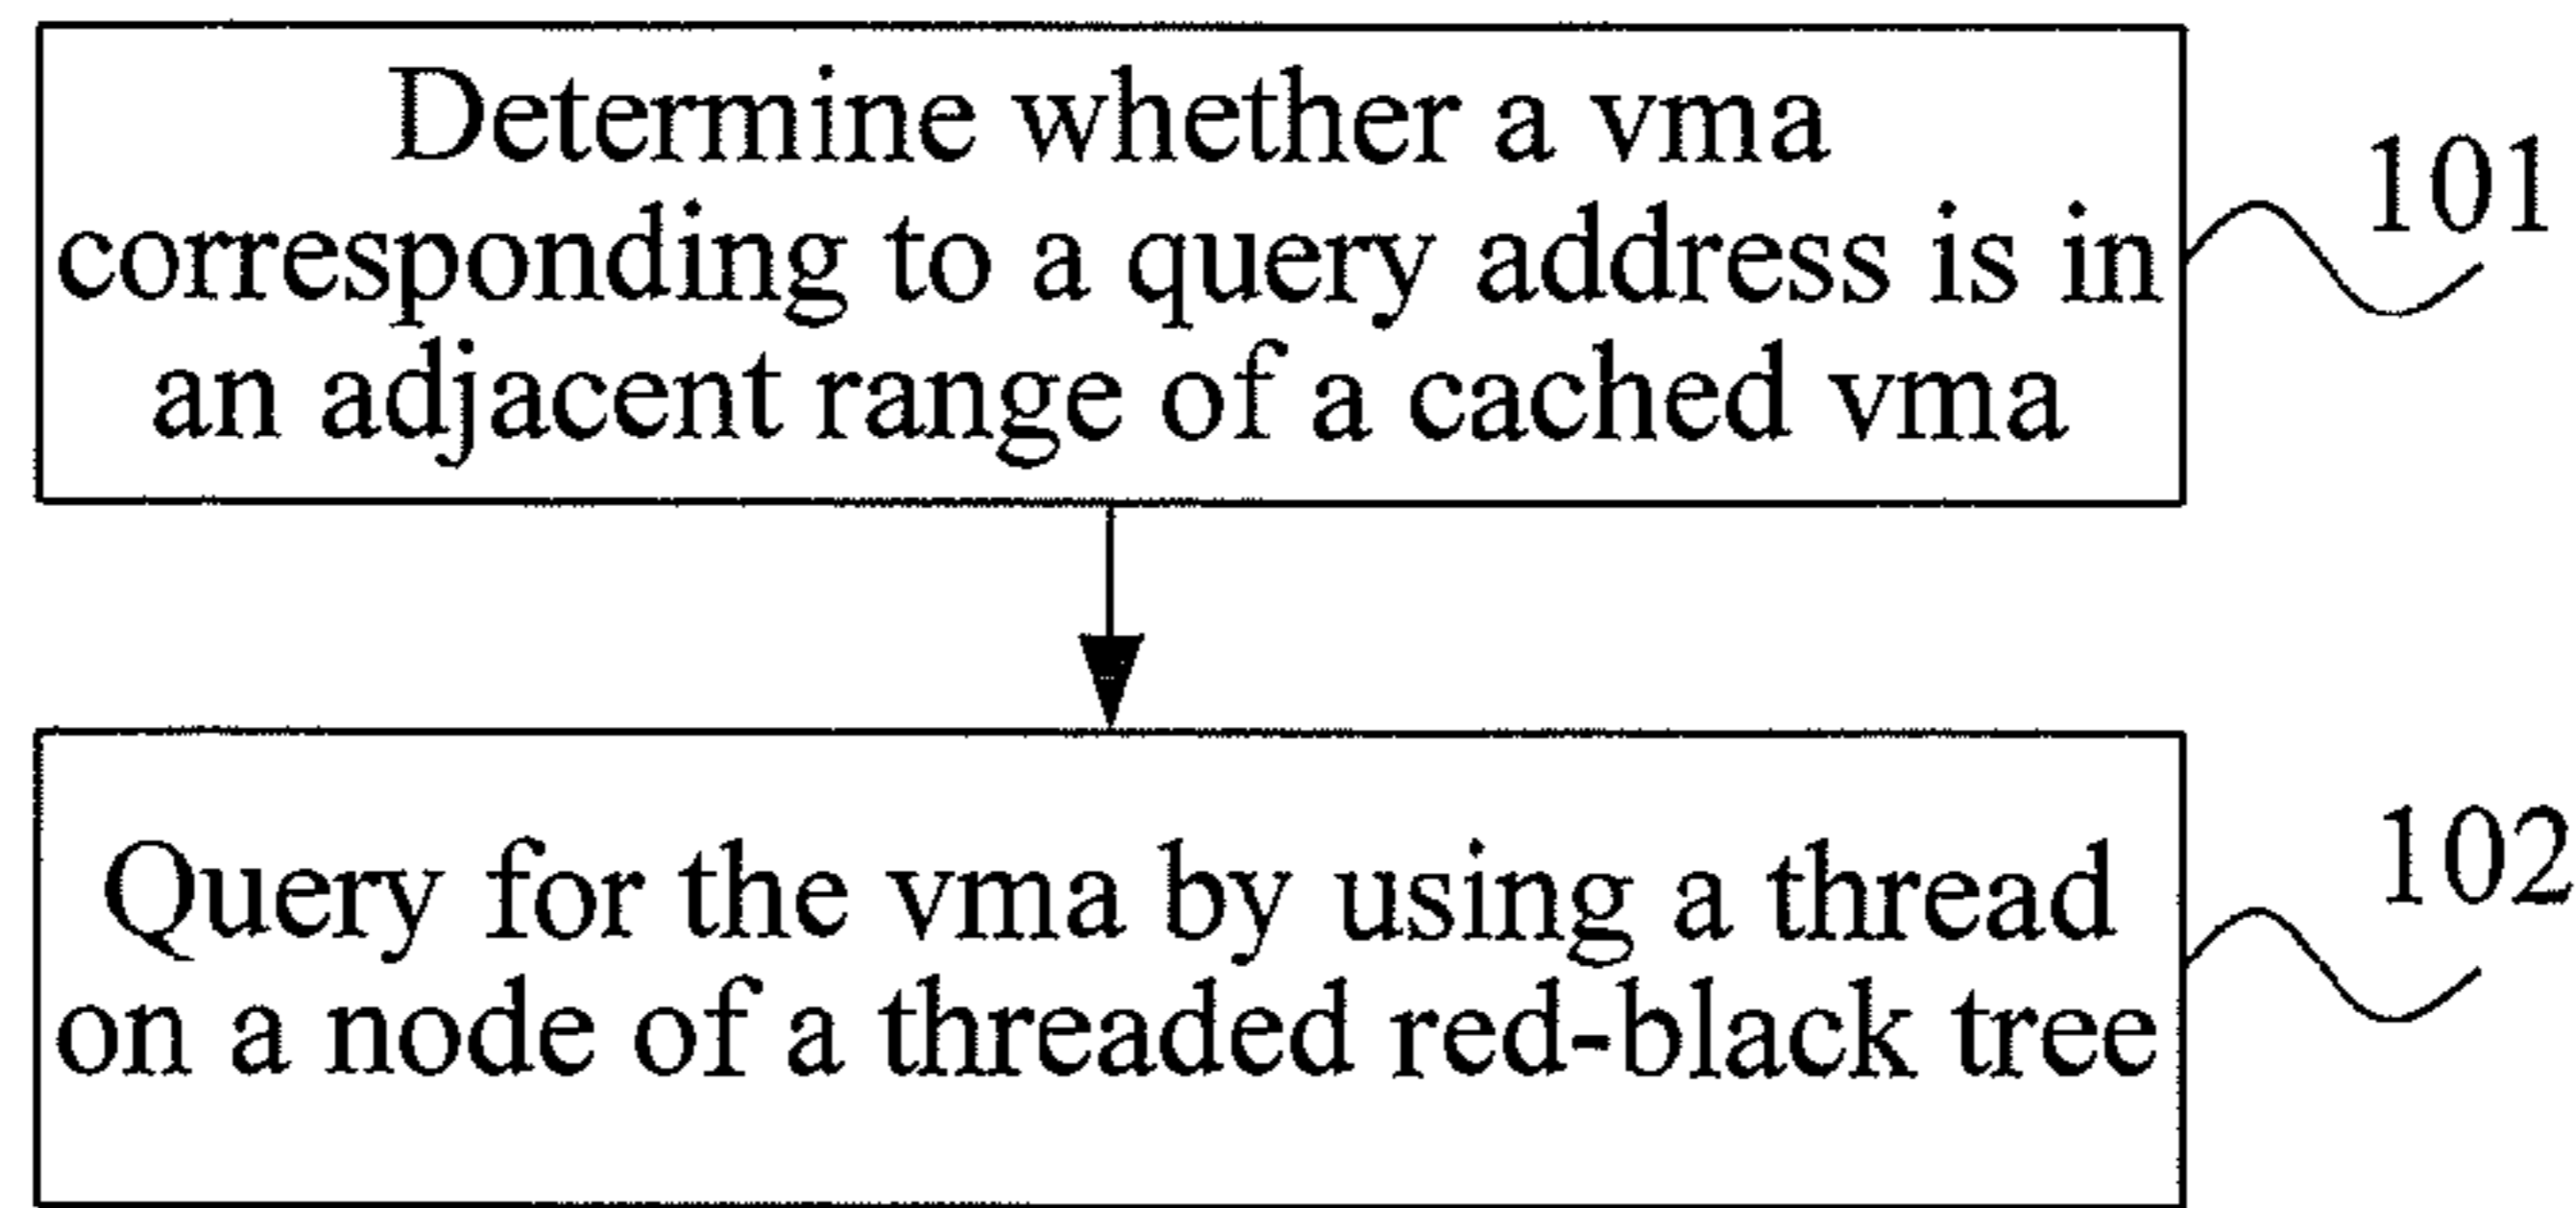 Determine whether a vma
corresponding to a query address is in
an adjacent range of a cached vma
101
Query for the vma by using a thread
on a node of a threaded red-black tree
102